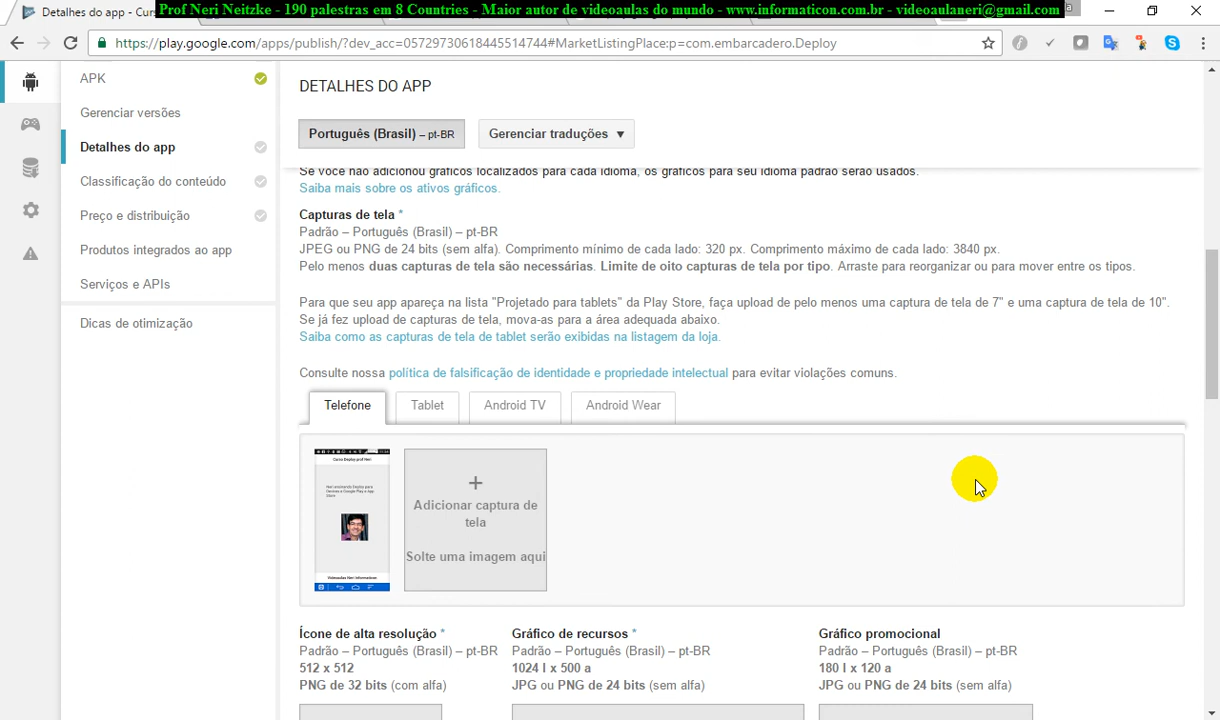 Prof Neri Neitzke - 190 palestras em 8 Countries - Maior autor de videoaulas do mundo - www.informaticon.com.br - videoaulaneri@gmail.com
Detalhes do app - Curs
https://play.google.com/apps/publish/?dev_acc=05729730618445514744#MarketListingPlace:p=com.embarcadero.Deploy
APK
Gerenciar versões
Detalhes do app
Classificação do conteúdo
Preço e distribuição
Produtos integrados ao app
Serviços e APIs
Dicas de otimização
DETALHES DO APP
Português (Brasil) – pt-BR
Gerenciar traduções ▼
Se você não adicionou gráficos localizados para cada idioma, os gráficos para seu idioma padrão serão usados.
Saiba mais sobre os ativos gráficos.
Capturas de tela *
Padrão – Português (Brasil) – pt-BR
JPEG ou PNG de 24 bits (sem alfa). Comprimento mínimo de cada lado: 320 px. Comprimento máximo de cada lado: 3840 px.
Pelo menos duas capturas de tela são necessárias. Limite de oito capturas de tela por tipo. Arraste para reorganizar ou para mover entre os tipos.
Para que seu app apareça na lista "Projetado para tablets" da Play Store, faça upload de pelo menos uma captura de tela de 7" e uma captura de tela de 10".
Se já fez upload de capturas de tela, mova-as para a área adequada abaixo.
Saiba como as capturas de tela de tablet serão exibidas na listagem da loja.
Consulte nossa política de falsificação de identidade e propriedade intelectual para evitar violações comuns.
Telefone
Tablet
Android TV
Android Wear
Curso Deploy prof Neri
Videoaulas Neri Informaticon
+
Adicionar captura de
tela
Solte uma imagem aqui
Ícone de alta resolução *
Padrão – Português (Brasil) – pt-BR
512 x 512
PNG de 32 bits (com alfa)
Gráfico de recursos *
Padrão – Português (Brasil) – pt-BR
1024 l x 500 a
JPG ou PNG de 24 bits (sem alfa)
Gráfico promocional
Padrão – Português (Brasil) – pt-BR
180 l x 120 a
JPG ou PNG de 24 bits (sem alfa)